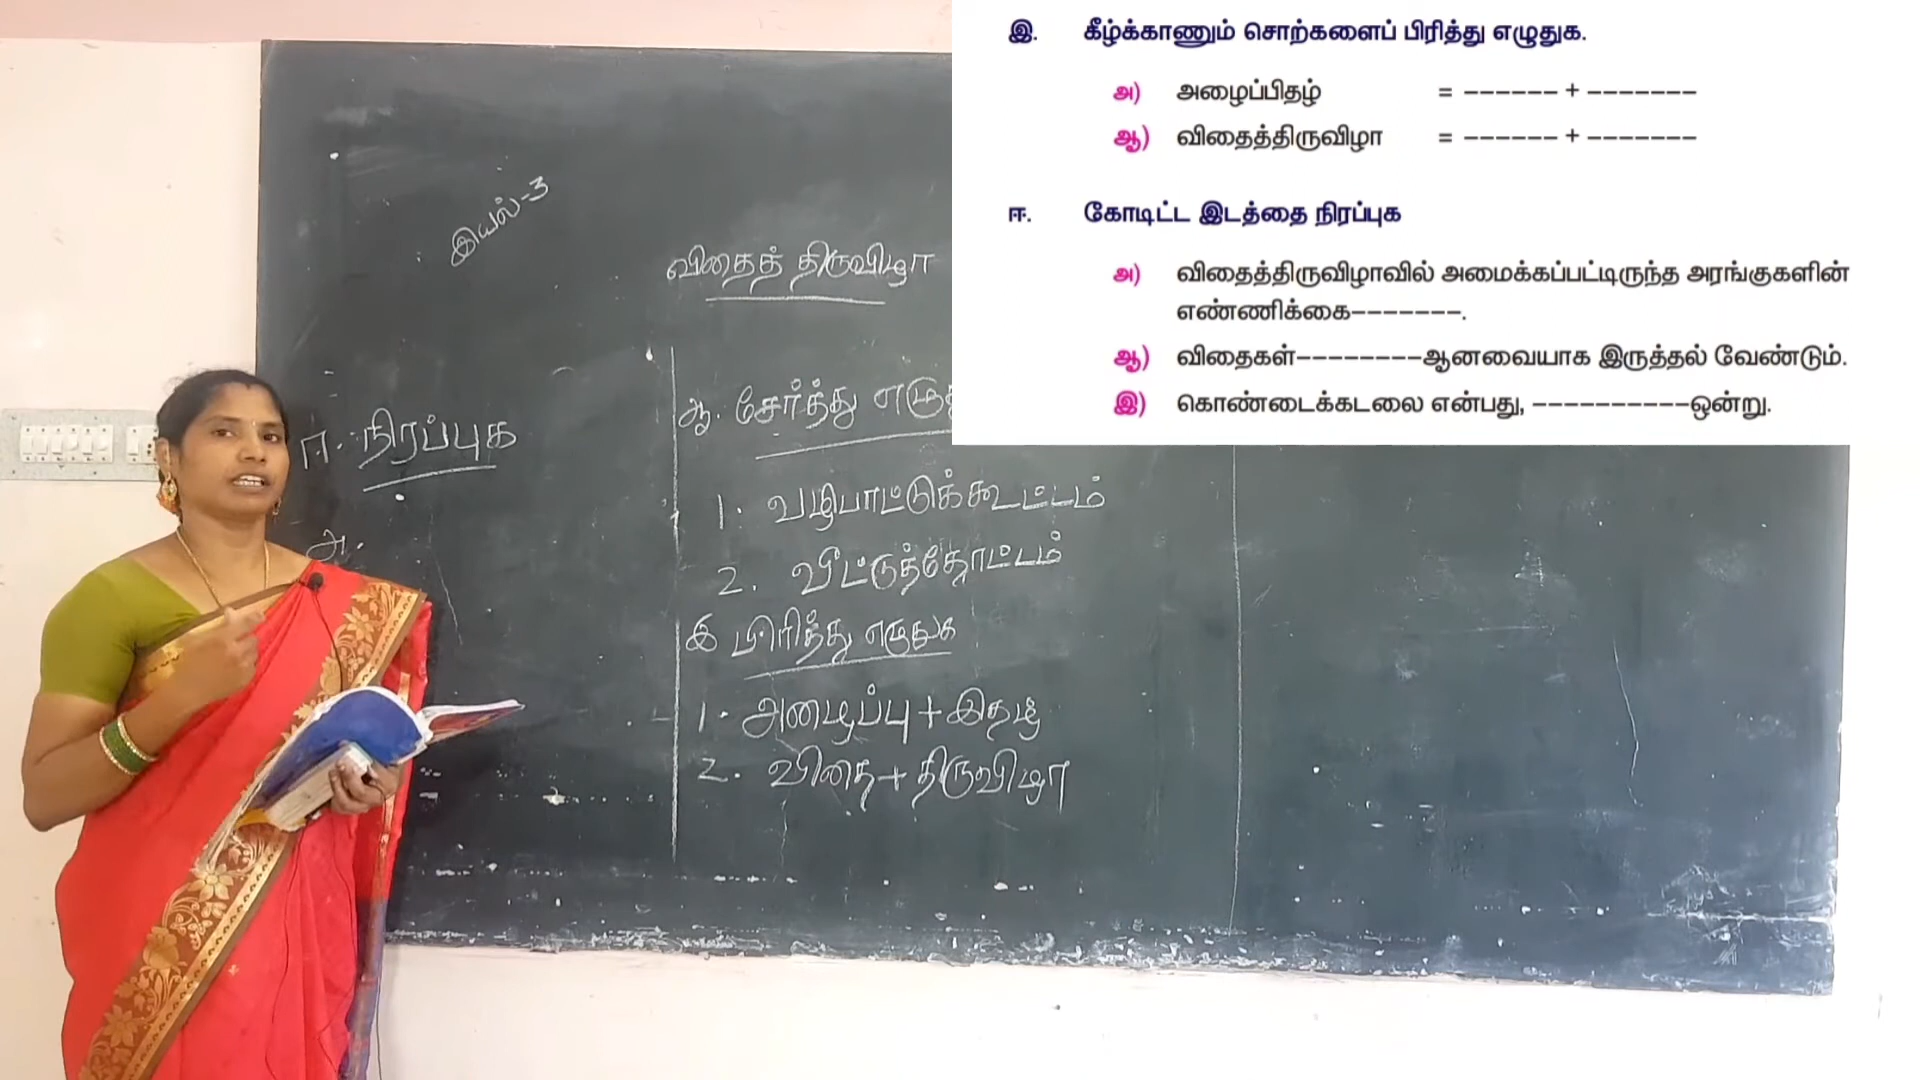 இ. கீழ்க்காணும் சொற்களைப் பிரித்து எழுதுக.
அ) அழைப்பிதழ் = ------ + -------
ஆ) விதைத்திருவிழா = ------ + -------
ஈ. கோடிட்ட இடத்தை நிரப்புக
அ) விதைத்திருவிழாவில் அமைக்கப்பட்டிருந்த அரங்குகளின்
எண்ணிக்கை-------.
ஆ) விதைகள்--------ஆனவையாக இருத்தல் வேண்டும்.
இ) கொண்டைக்கடலை என்பது, ----------ஒன்று.
இயல்-3
விதைத் திருவிழா
ஈ. நிரப்புக
அ.
ஆ. சேர்த்து எழுது
1. வழிபாட்டுக்கூட்டம்
2. வீட்டுத்தோட்டம்
இ பிரித்து எழுதுக
1. அழைப்பு + இதழ்
2. விதை + திருவிழா